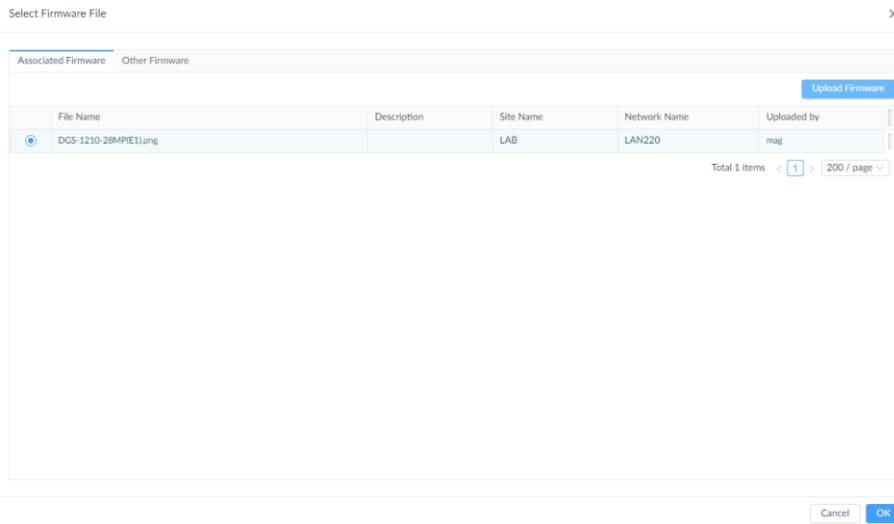 Select Firmware File
Associated Firmware Other Firmware
Upload Firmware
File Name Description Site Name Network Name Uploaded by
DGS-1210-28MP(E1).png LAB LAN220 mag
Total 1 items < 1 > 200 / page
Cancel OK